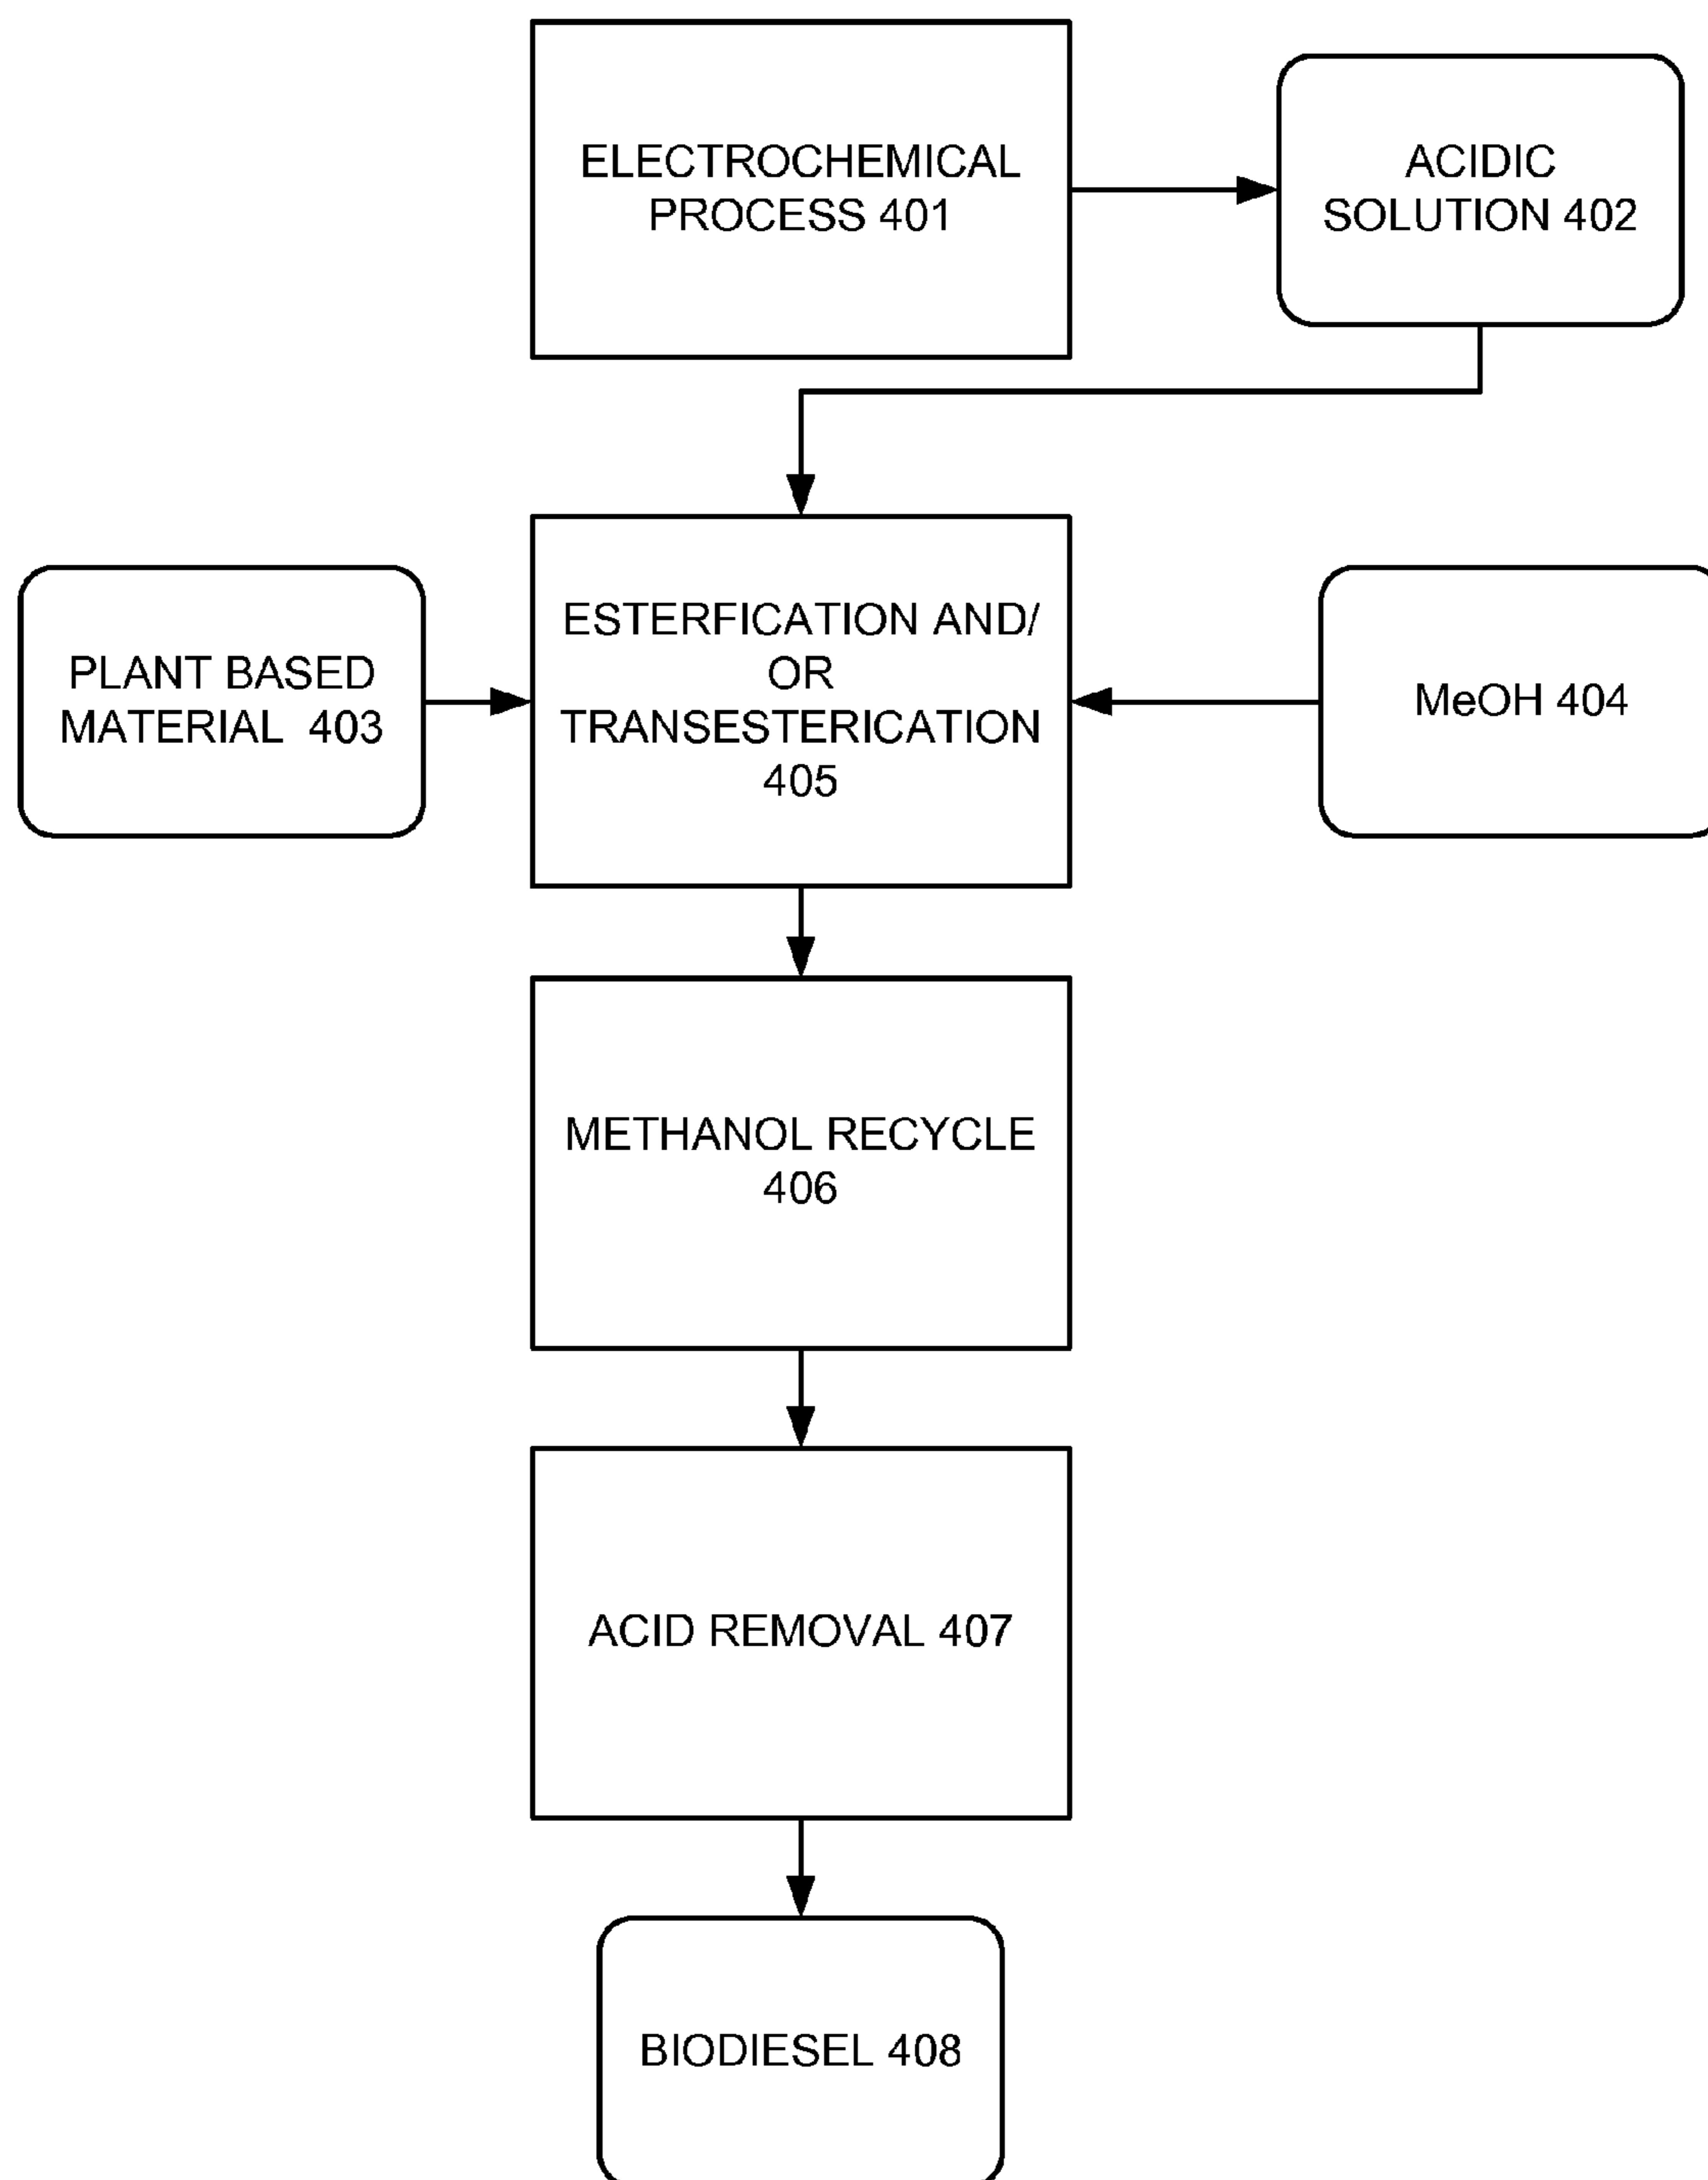 ELECTROCHEMICAL
PROCESS 401
ACIDIC
SOLUTION 402
PLANT BASED
MATERIAL 403
ESTERFICATION AND/
OR
TRANSESTERICATION
405
MeOH 404
METHANOL RECYCLE
406
ACID REMOVAL 407
BIODIESEL 408